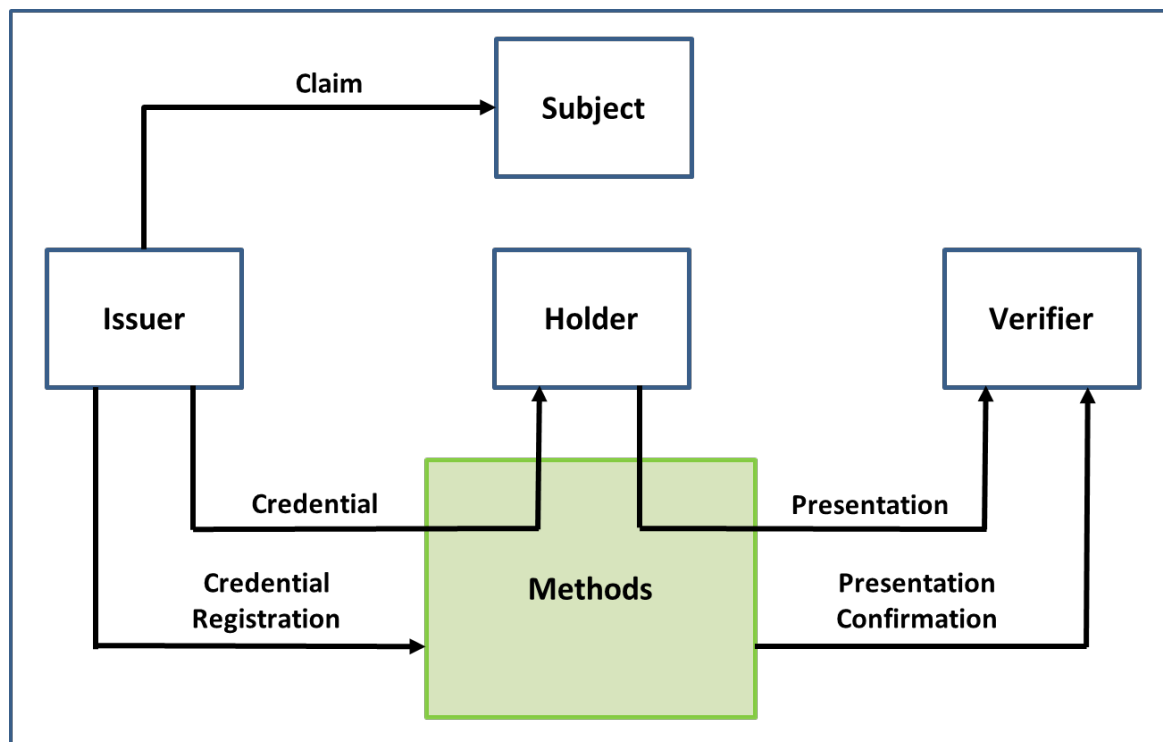 Claim
Subject
Issuer
Holder
Verifier
Credential
Presentation
Credential
Registration
Methods
Presentation
Confirmation